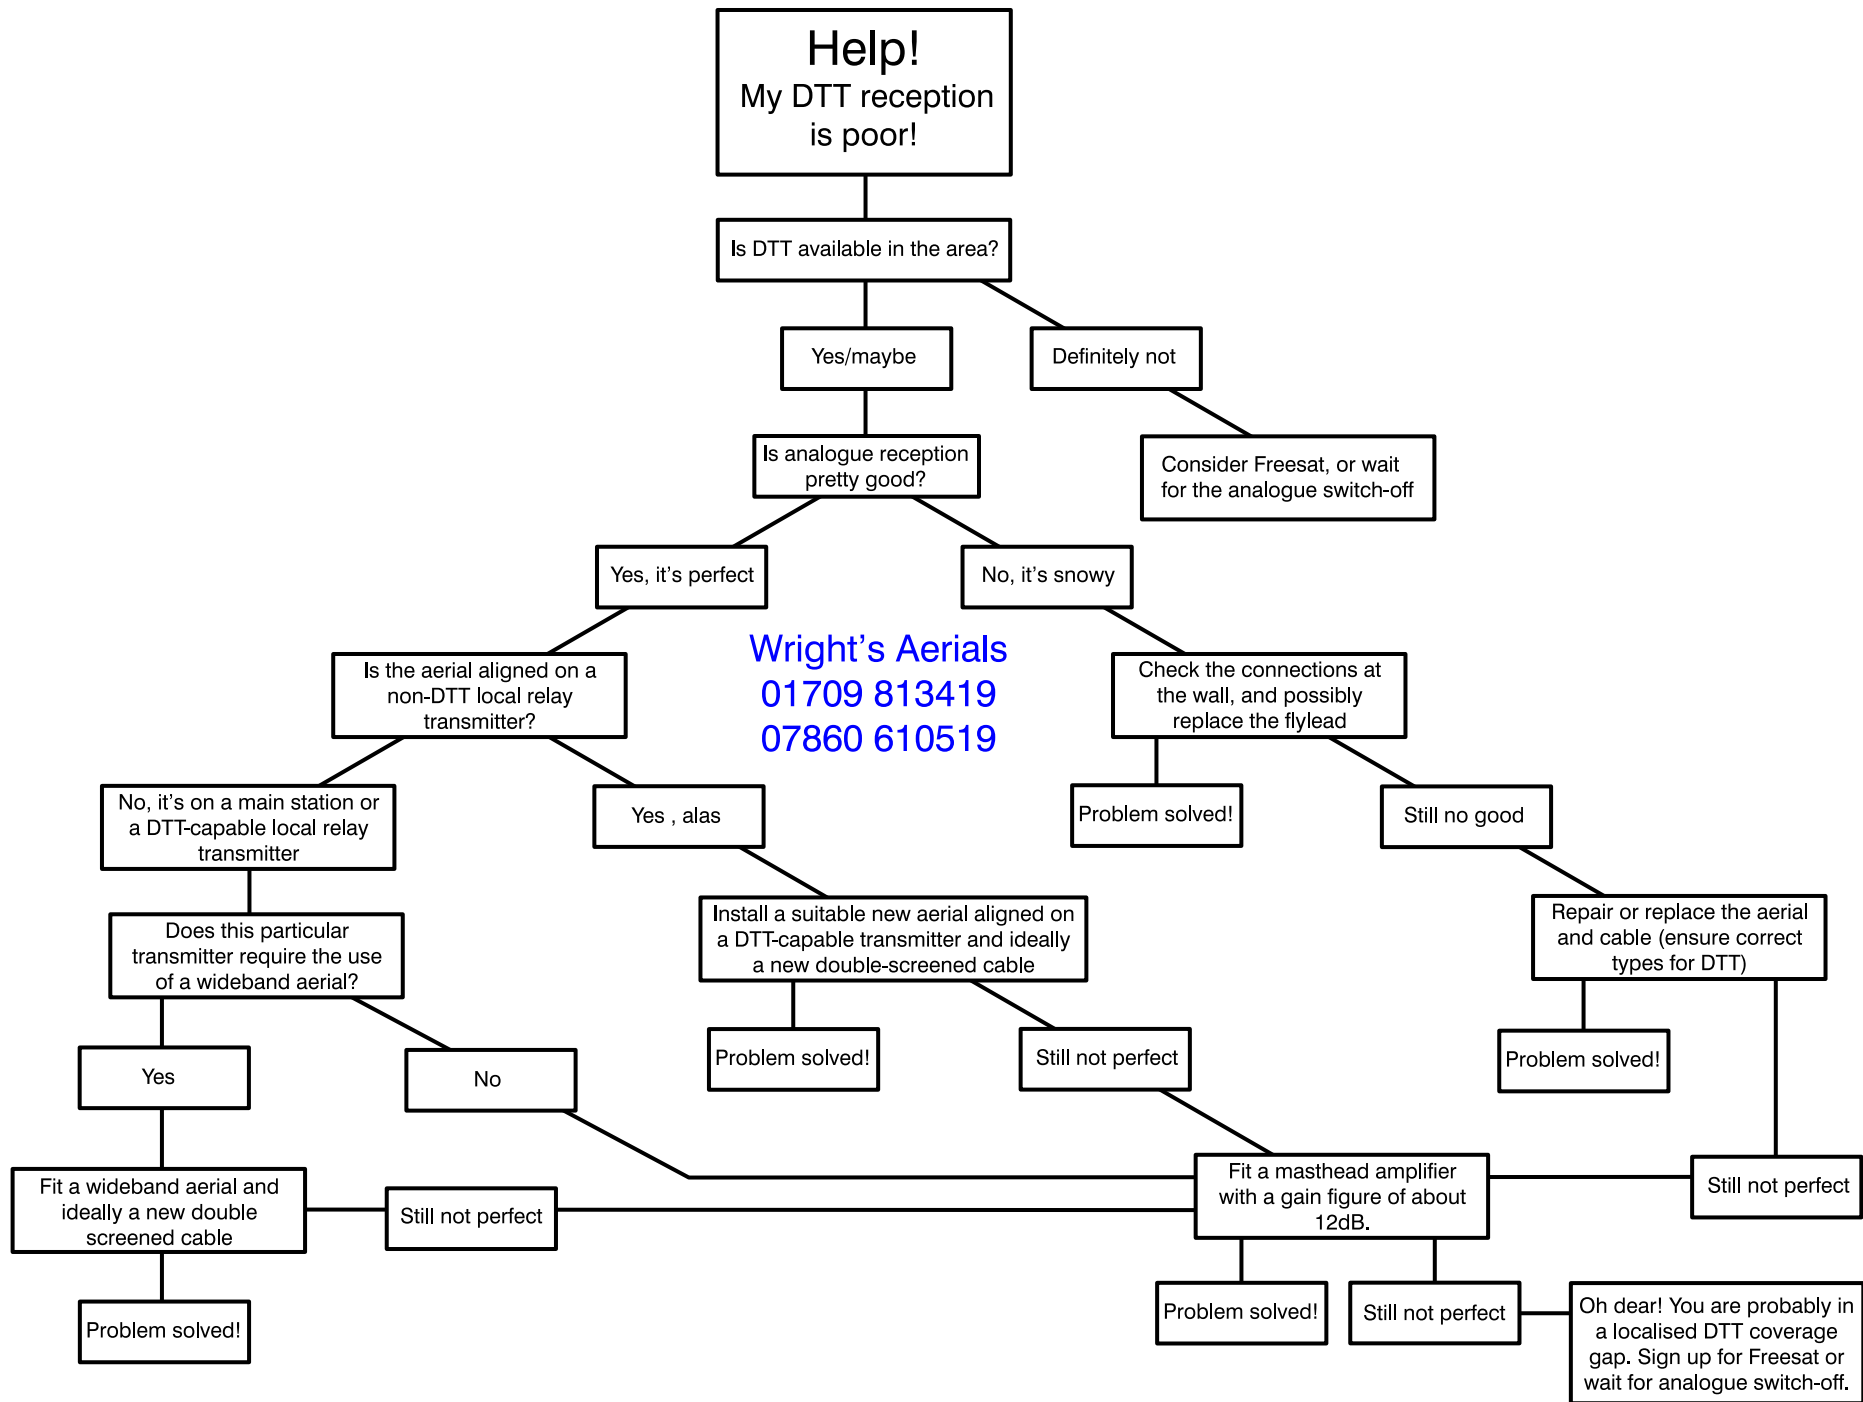 Help!
My DTT reception
is poor!
Is DTT available in the area?
Yes/maybe
Definitely not
Is analogue reception
pretty good?
Consider Freesat, or wait
for the analogue switch-off
Yes, it's perfect
No, it's snowy
Wright's Aerials
01709 813419
07860 610519
Is the aerial aligned on a
non-DTT local relay
transmitter?
Check the connections at
the wall, and possibly
replace the flylead
No, it's on a main station or
a DTT-capable local relay
transmitter
Yes , alas
Problem solved!
Still no good
Does this particular
transmitter require the use
of a wideband aerial?
Install a suitable new aerial aligned on
a DTT-capable transmitter and ideally
a new double-screened cable
Repair or replace the aerial
and cable (ensure correct
types for DTT)
Yes
No
Problem solved!
Still not perfect
Problem solved!
Fit a wideband aerial and
ideally a new double
screened cable
Still not perfect
Fit a masthead amplifier
with a gain figure of about
12dB.
Still not perfect
Problem solved!
Problem solved!
Still not perfect
Oh dear! You are probably in
a localised DTT coverage
gap. Sign up for Freesat or
wait for analogue switch-off.